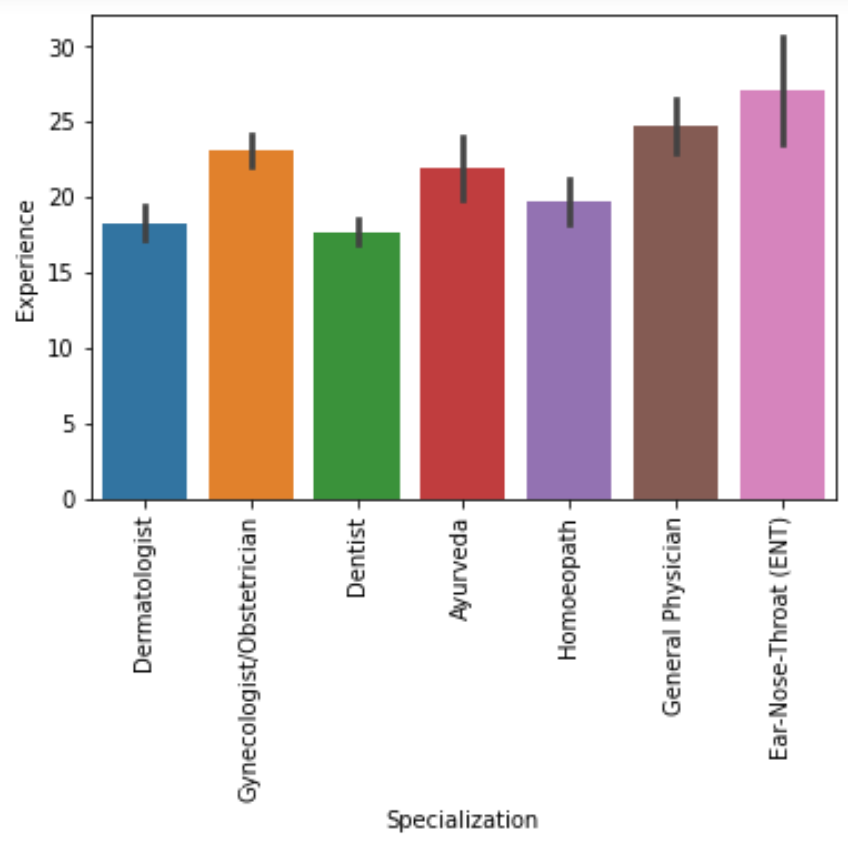 30
25
20
15
10
5
0
Experience
Dermatologist
Gynecologist/Obstetrician
Dentist
Ayurveda
Homoeopath
General Physician
Ear-Nose-Throat (ENT)
Specialization